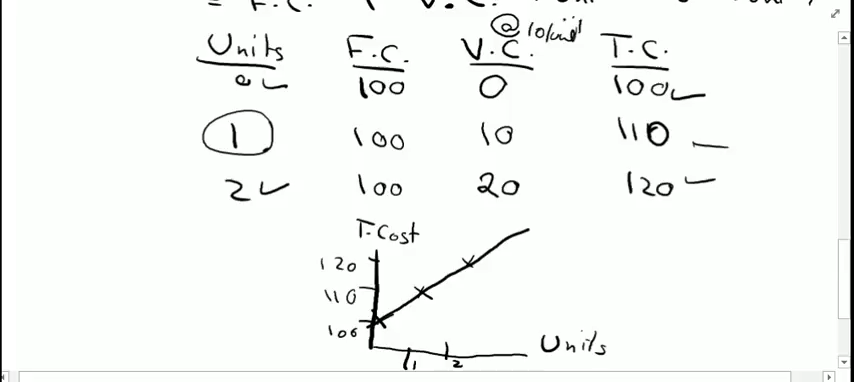 = F.C. + V.C.
@ 10/unit
Units F.C. V.C. T.C.
0 100 0 100
1 100 10 110
2 100 20 120
T.Cost
120
110
100
1 2 Units